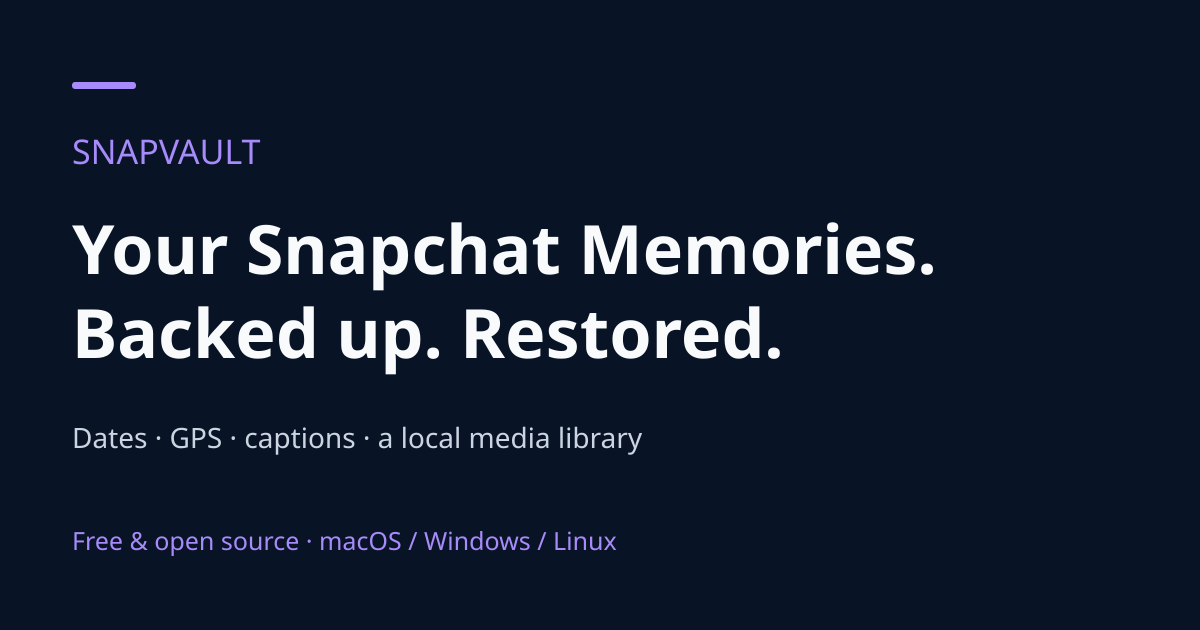 SNAPVAULT
Your Snapchat Memories.
Backed up. Restored.
Dates · GPS · captions · a local media library
Free & open source · macOS / Windows / Linux